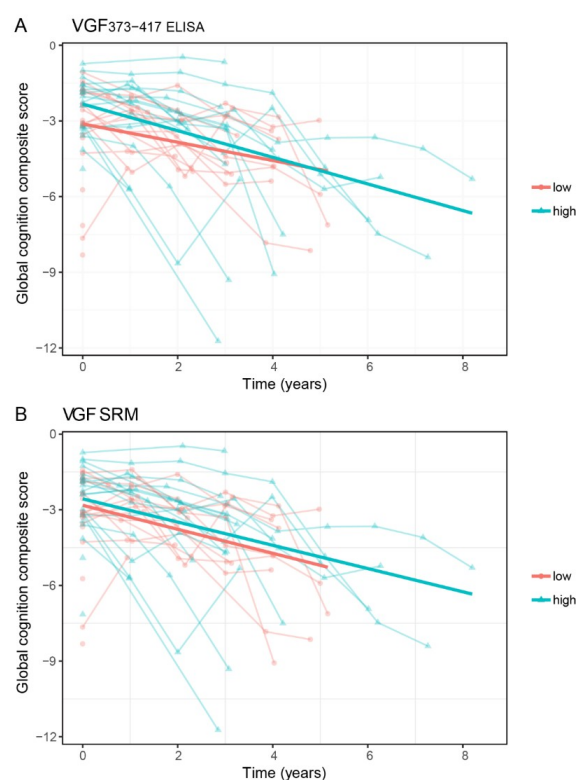 A VGF373−417 ELISA
0
−3
−6
−9
−12
Global cognition composite score
0 2 4 6 8
Time (years)
low
high
B VGF SRM
0
−3
−6
−9
−12
Global cognition composite score
0 2 4 6 8
Time (years)
low
high